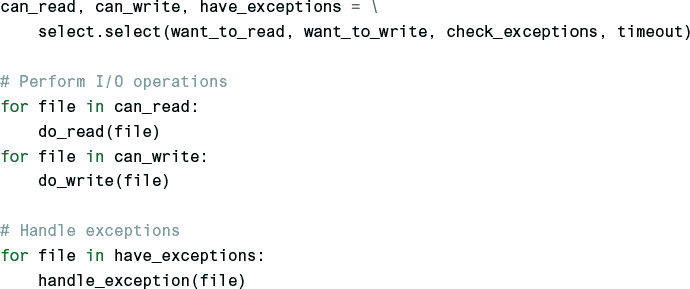 can_read, can_write, have_exceptions = \
    select.select(want_to_read, want_to_write, check_exceptions, timeout)

# Perform I/O operations
for file in can_read:
    do_read(file)
for file in can_write:
    do_write(file)

# Handle exceptions
for file in have_exceptions:
    handle_exception(file)